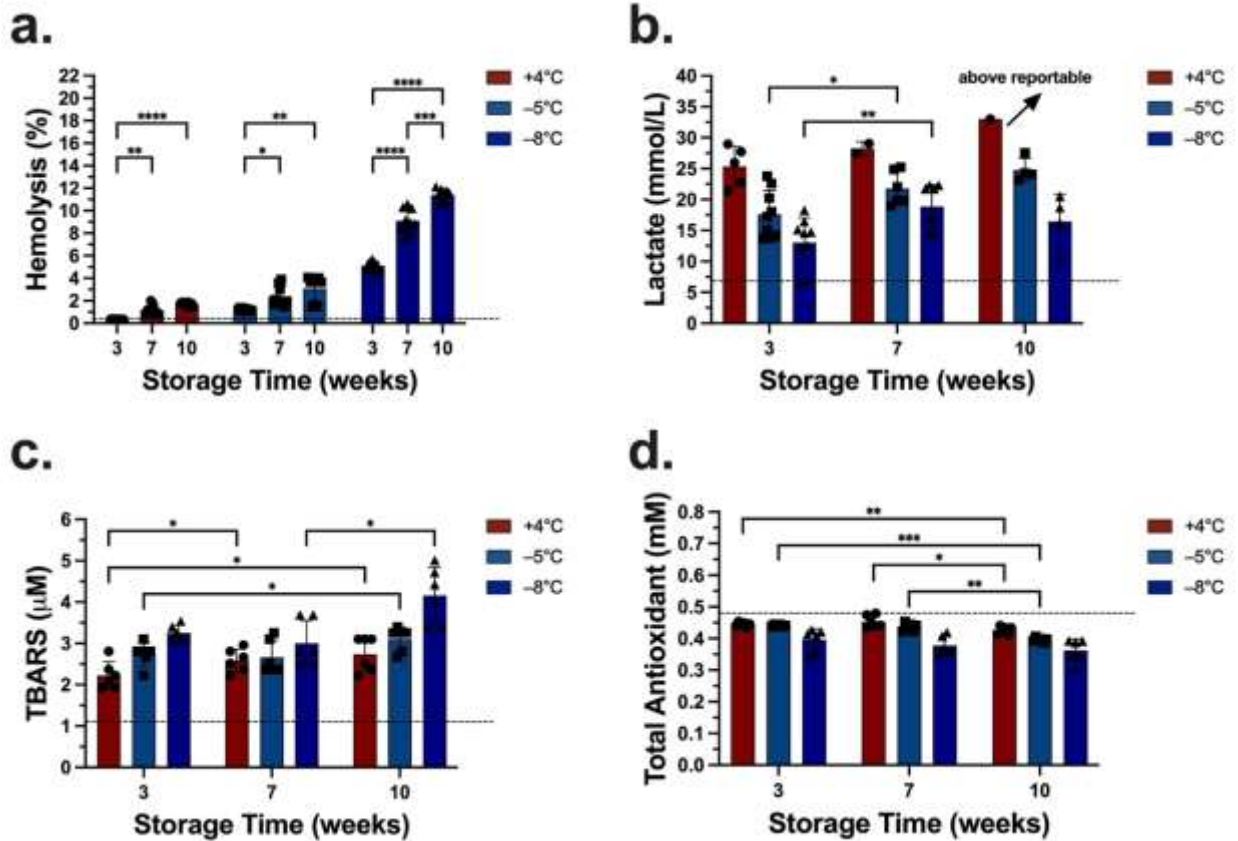 a.
+4°C
–5°C
–8°C
Hemolysis (%)
22
20
18
16
14
12
10
8
6
4
2
0
****
**
**
*
****
***
****
3 7 10 3 7 10 3 7 10
Storage Time (weeks)
b.
+4°C
–5°C
–8°C
above reportable
Lactate (mmol/L)
40
35
30
25
20
15
10
5
0
*
**
3 7 10
Storage Time (weeks)
c.
+4°C
–5°C
–8°C
TBARS (μM)
6
5
4
3
2
1
0
* *
*
*
3 7 10
Storage Time (weeks)
d.
+4°C
–5°C
–8°C
Total Antioxidant (mM)
0.8
0.7
0.6
0.5
0.4
0.3
0.2
0.1
0.0
**
***
*
**
3 7 10
Storage Time (weeks)